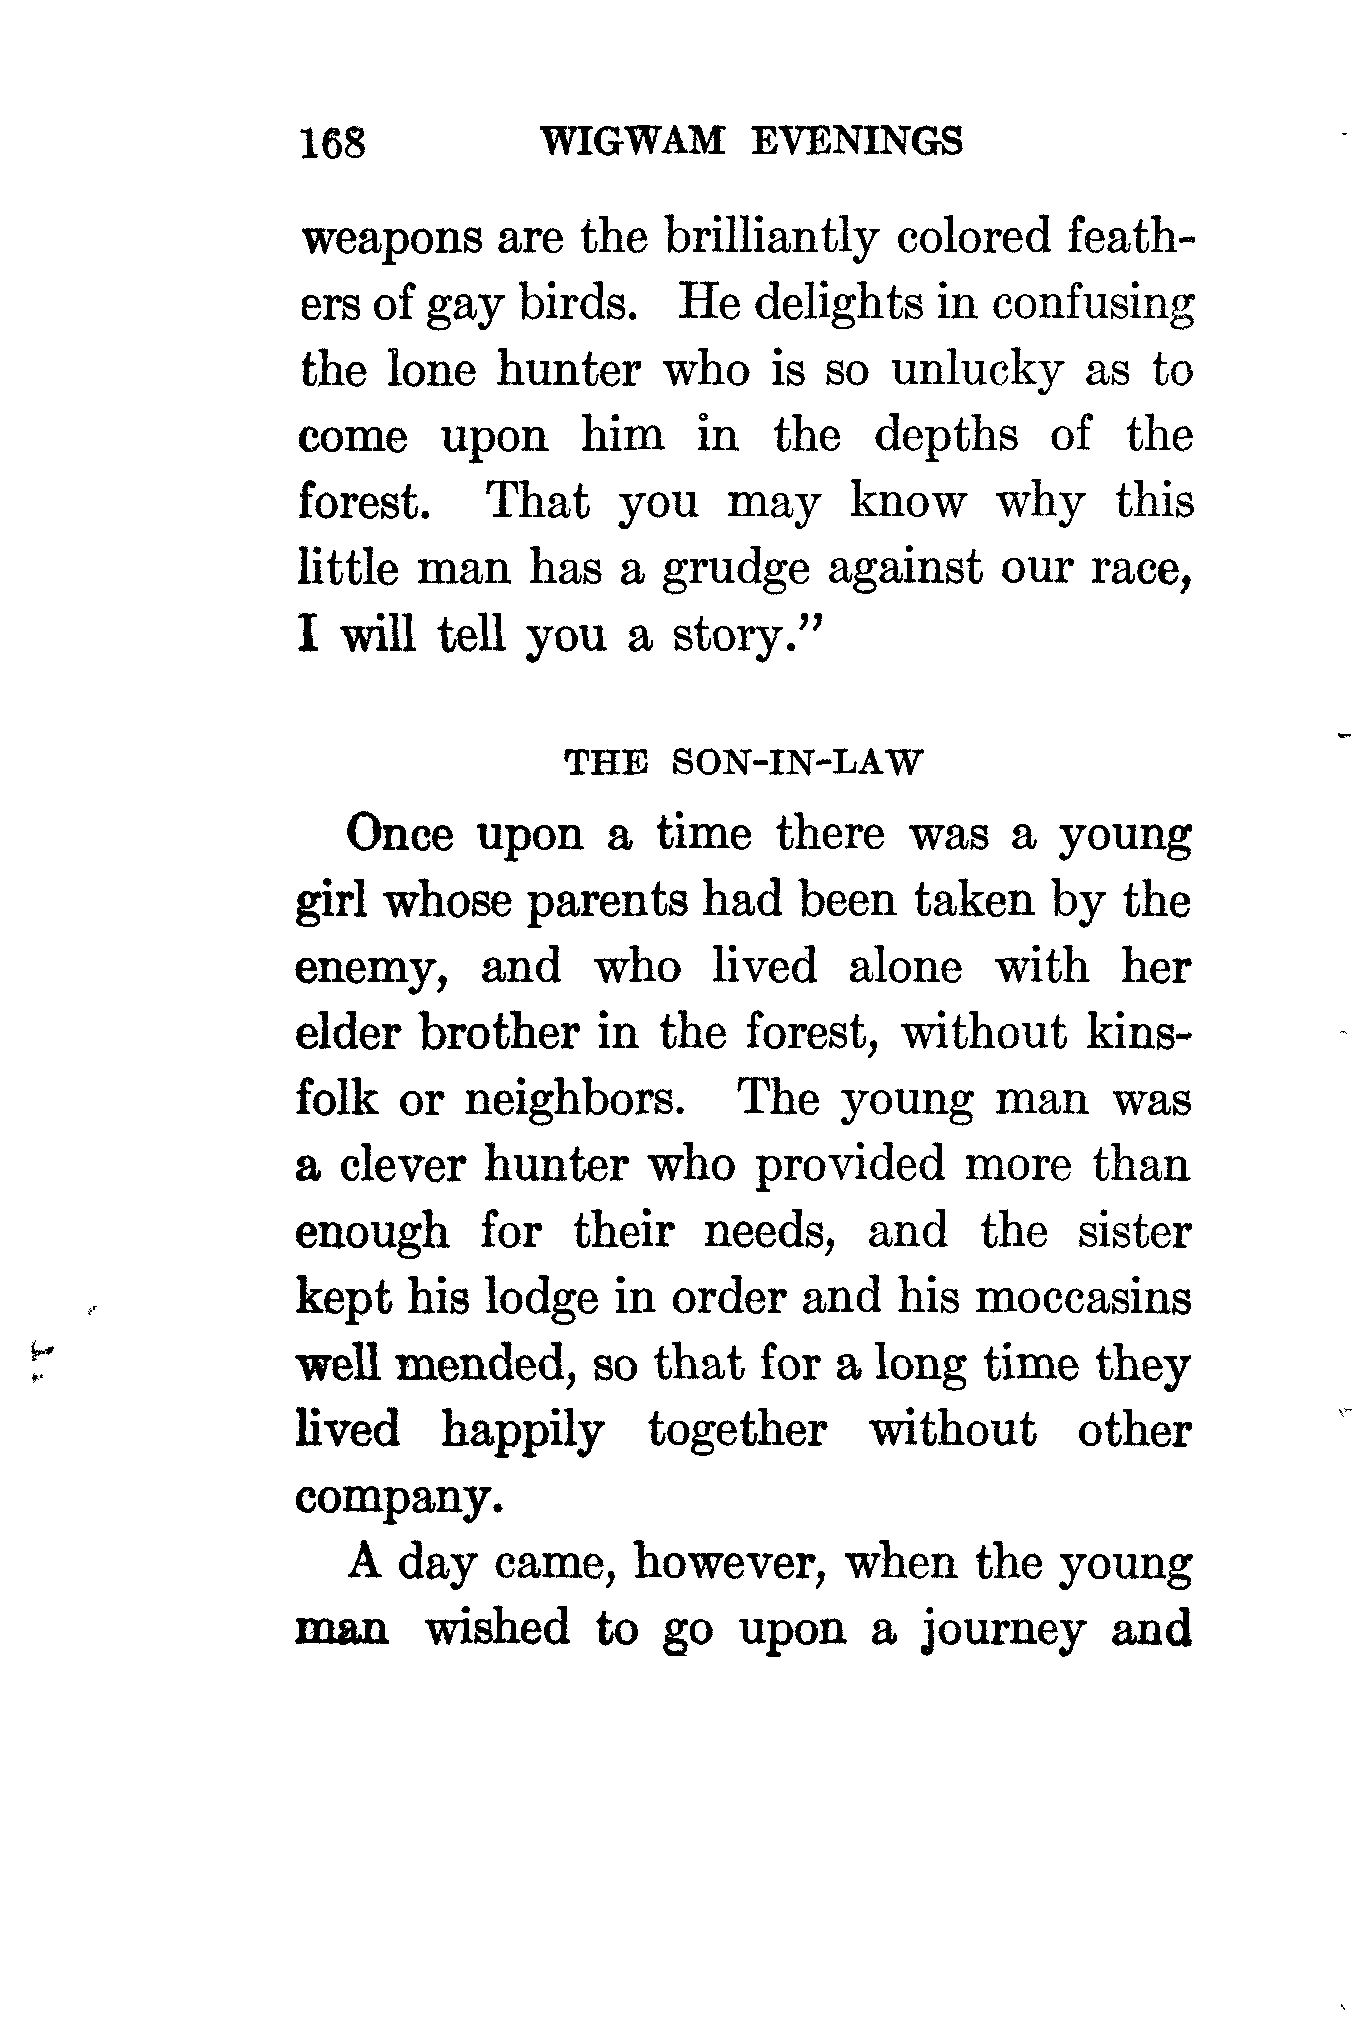 168 WIGWAM EVENINGS
weapons are the brilliantly colored feath-
ers of gay birds. He delights in confusing
the lone hunter who is so unlucky as to
come upon him in the depths of the
forest. That you may know why this
little man has a grudge against our race,
I will tell you a story.”
THE SON-IN-LAW
Once upon a time there was a young
girl whose parents had been taken by the
enemy, and who lived alone with her
elder brother in the forest, without kins-
folk or neighbors. The young man was
a clever hunter who provided more than
enough for their needs, and the sister
kept his lodge in order and his moccasins
well mended, so that for a long time they
lived happily together without other
company.
A day came, however, when the young
man wished to go upon a journey and